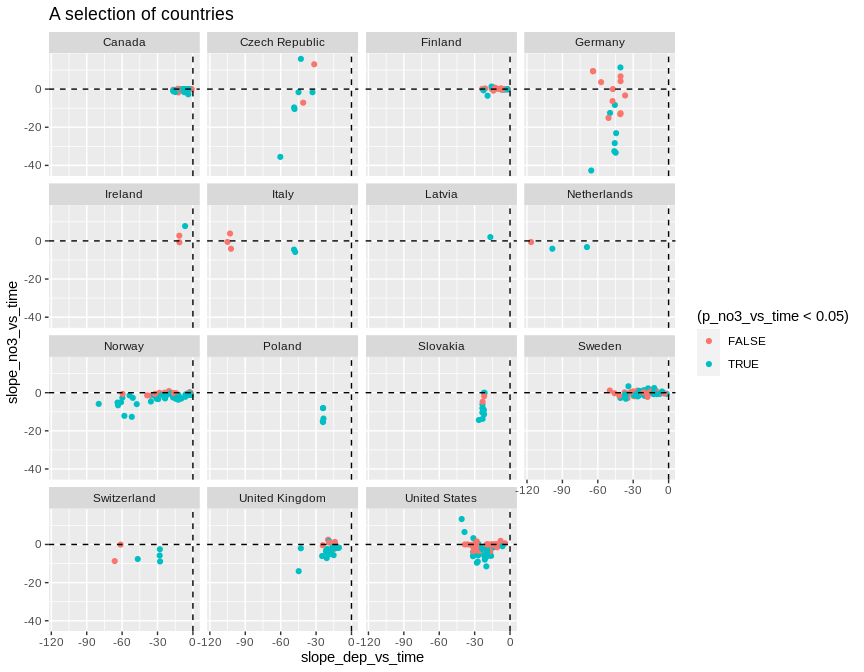 A selection of countries
Canada Czech Republic Finland Germany
0
-20
-40
Ireland Italy Latvia Netherlands
0
-20
-40
Norway Poland Slovakia Sweden
0
-20
-40
-120 -90 -60 -30 0
Switzerland United Kingdom United States
0
-20
-40
-120 -90 -60 -30 0 -120 -90 -60 -30 0 -120 -90 -60 -30 0
slope_dep_vs_time
slope_no3_vs_time
(p_no3_vs_time < 0.05)
FALSE
TRUE